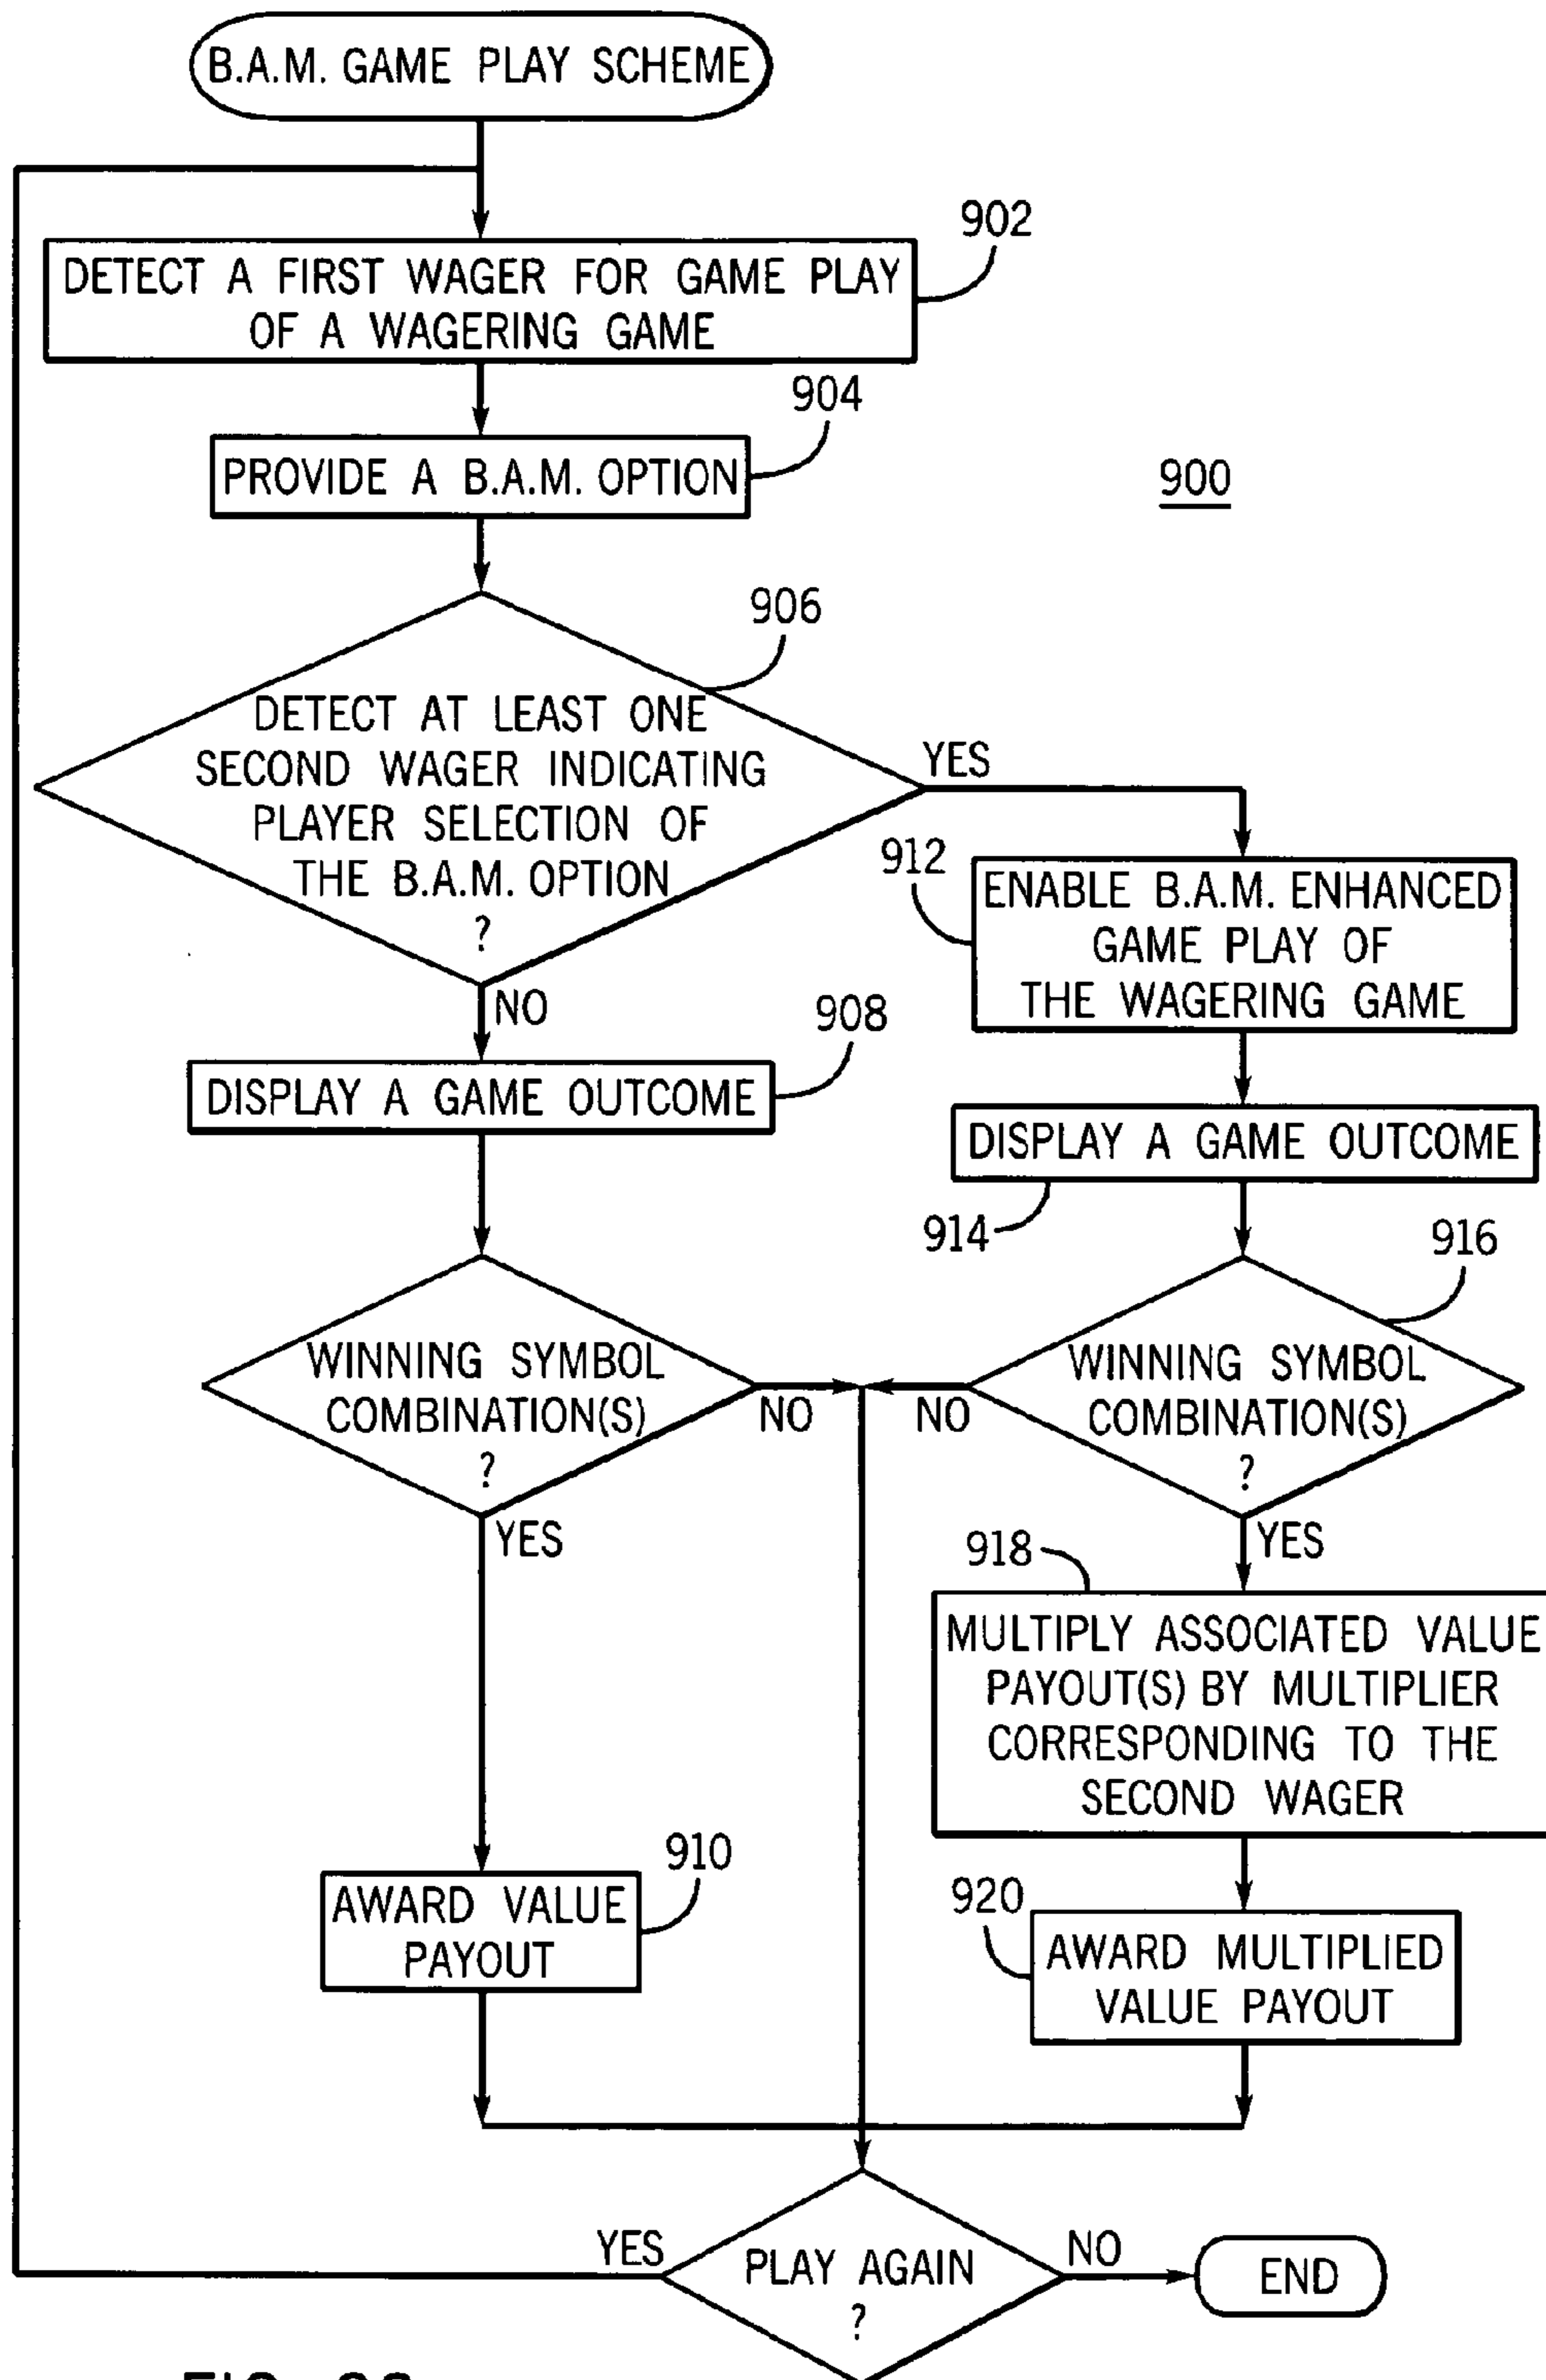 B.A.M. GAME PLAY SCHEME
902
DETECT A FIRST WAGER FOR GAME PLAY
OF A WAGERING GAME
904
PROVIDE A B.A.M. OPTION
900
906
DETECT AT LEAST ONE
SECOND WAGER INDICATING
PLAYER SELECTION OF
THE B.A.M. OPTION
?
YES
NO
912
ENABLE B.A.M. ENHANCED
GAME PLAY OF
THE WAGERING GAME
908
DISPLAY A GAME OUTCOME
DISPLAY A GAME OUTCOME
914
916
WINNING SYMBOL
COMBINATION(S)
?
NO
YES
WINNING SYMBOL
COMBINATION(S)
?
NO
YES
918
MULTIPLY ASSOCIATED VALUE
PAYOUT(S) BY MULTIPLIER
CORRESPONDING TO THE
SECOND WAGER
910
AWARD VALUE
PAYOUT
920
AWARD MULTIPLIED
VALUE PAYOUT
YES
PLAY AGAIN
?
NO
END